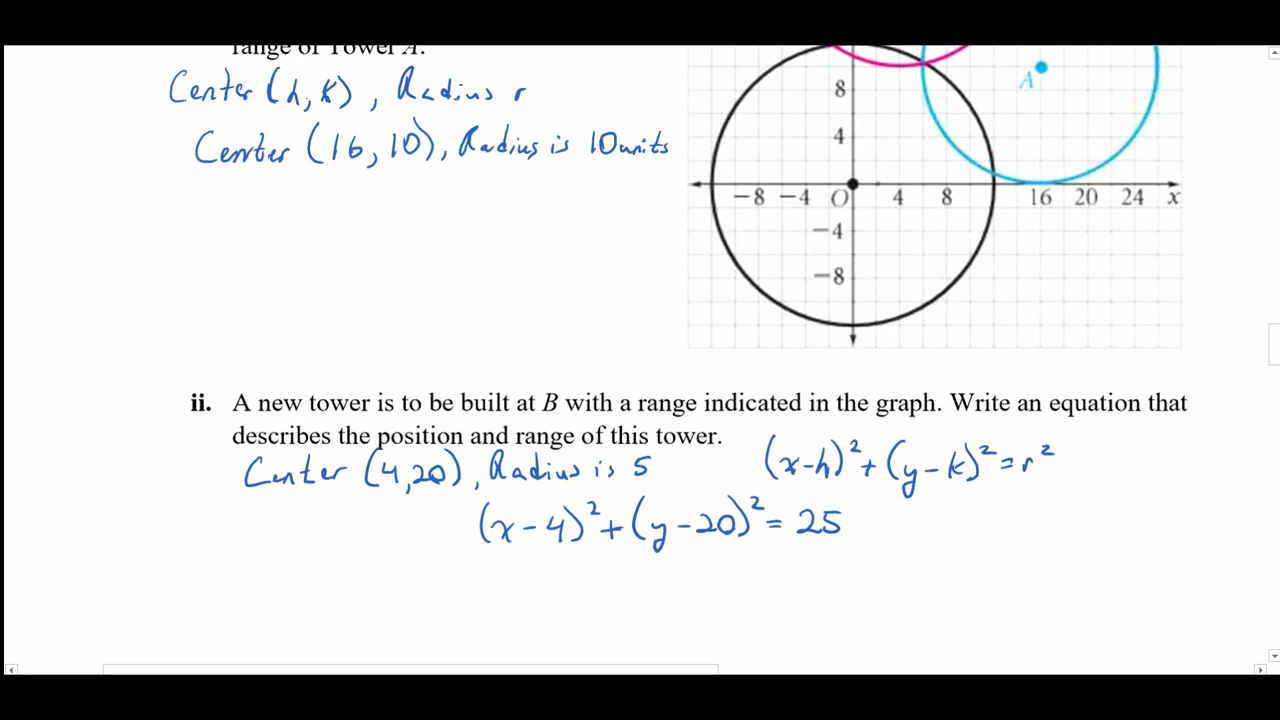 range of Tower A.
Center (h, k), Radius r
Center (16, 10), Radius is 10 units
A
8
4
−8 −4 O 4 8 16 20 24 x
−4
−8
ii. A new tower is to be built at B with a range indicated in the graph. Write an equation that
describes the position and range of this tower.
Center (4, 20), Radius is 5
(x-h)² + (y-k)² = r²
(x-4)² + (y-20)² = 25